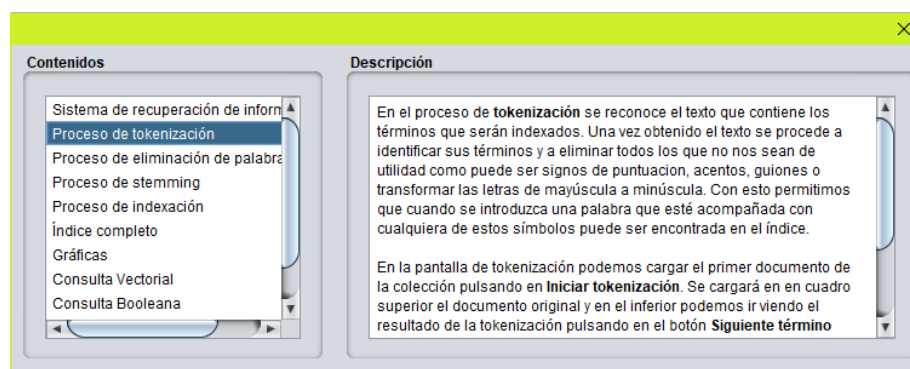 Contenidos
Sistema de recuperación de inform
Proceso de tokenización
Proceso de eliminación de palabra
Proceso de stemming
Proceso de indexación
Índice completo
Gráficas
Consulta Vectorial
Consulta Booleana
Descripción
En el proceso de tokenización se reconoce el texto que contiene los
términos que serán indexados. Una vez obtenido el texto se procede a
identificar sus términos y a eliminar todos los que no nos sean de
utilidad como puede ser signos de puntuacion, acentos, guiones o
transformar las letras de mayúscula a minúscula. Con esto permitimos
que cuando se introduzca una palabra que esté acompañada con
cualquiera de estos símbolos puede ser encontrada en el índice.
En la pantalla de tokenización podemos cargar el primer documento de
la colección pulsando en Iniciar tokenización. Se cargará en en cuadro
superior el documento original y en el inferior podemos ir viendo el
resultado de la tokenización pulsando en el botón Siguiente término